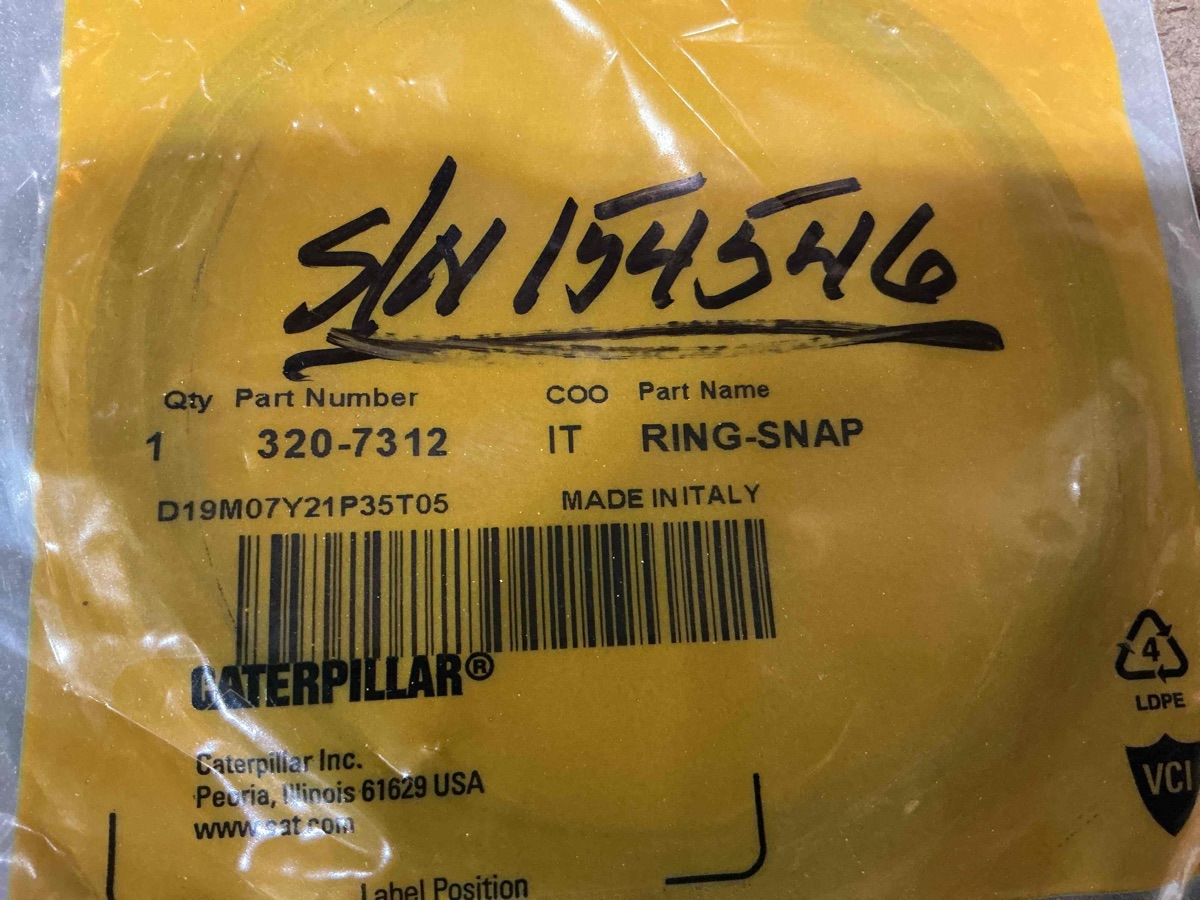 S/N 154546
Qty Part Number COO Part Name
1 320-7312 IT RING-SNAP
D19M07Y21P35T05 MADE IN ITALY
CATERPILLAR®
Caterpillar Inc.
Peoria, Illinois 61629 USA
www.cat.com
Label Position
4
LDPE
VCI